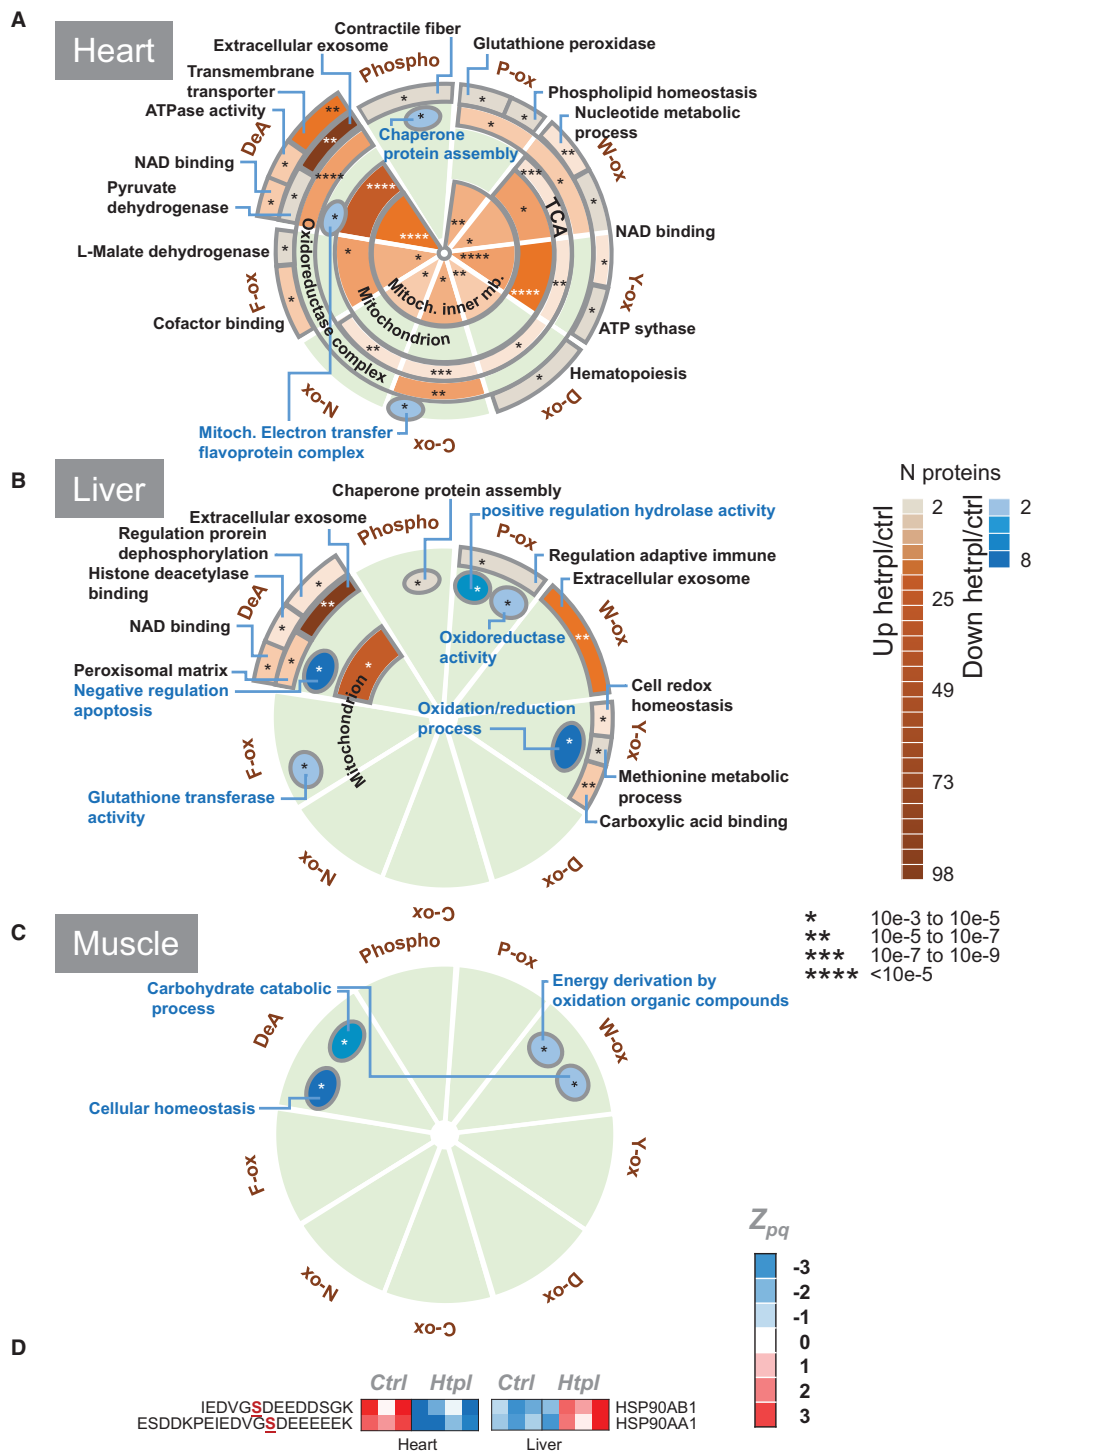 A
Heart
Contractile fiber
Extracellular exosome
Glutathione peroxidase
Transmembrane
transporter
Phospho
P-ox
Phospholipid homeostasis
ATPase activity
Nucleotide metabolic
process
DeA
W-ox
Chaperone
protein assembly
NAD binding
Pyruvate
dehydrogenase
TCA
NAD binding
L-Malate dehydrogenase
Oxidoreductase complex
Mitochondrion
Mitoch. inner mb.
F-ox
Y-ox
Cofactor binding
ATP sythase
Hematopoiesis
N-ox
D-ox
C-ox
Mitoch. Electron transfer
flavoprotein complex
* ** *** ****
B
Liver
Chaperone protein assembly
Extracellular exosome
positive regulation hydrolase activity
Regulation prorein
dephosphorylation
Phospho
P-ox
Regulation adaptive immune
Histone deacetylase
binding
Extracellular exosome
DeA
W-ox
NAD binding
Oxidoreductase
activity
Peroxisomal matrix
Negative regulation
apoptosis
Cell redox
homeostasis
Mitochondrion
Oxidation/reduction
process
F-ox
Y-ox
Methionine metabolic
process
Glutathione transferase
activity
Carboxylic acid binding
N-ox
D-ox
C-ox
N proteins
Up hetrpl/ctrl
2
25
49
73
98
Down hetrpl/ctrl
2
8
* 10e-3 to 10e-5
** 10e-5 to 10e-7
*** 10e-7 to 10e-9
**** <10e-5
C
Muscle
Phospho
P-ox
Carbohydrate catabolic
process
Energy derivation by
oxidation organic compounds
DeA
W-ox
Cellular homeostasis
F-ox
Y-ox
N-ox
D-ox
C-ox
Zpq
-3
-2
-1
0
1
2
3
D
Ctrl Htpl Ctrl Htpl
IEDVGSDEEDDSGK HSP90AB1
ESDDKPEIEDVGSDEEEEEK HSP90AA1
Heart Liver